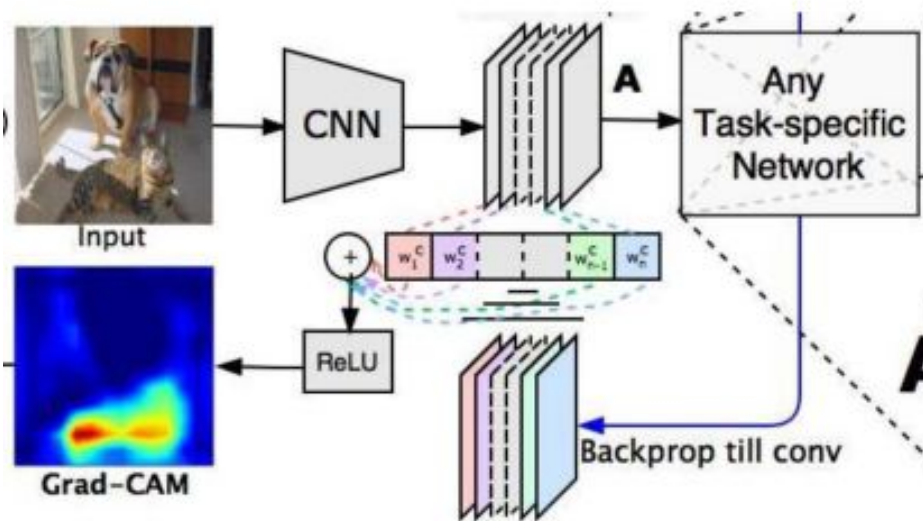 CNN
A
Any
Task-specific
Network
Input
+
w₁ᶜ w₂ᶜ wₙ₋₁ᶜ wₙᶜ
ReLU
Backprop till conv
Grad-CAM